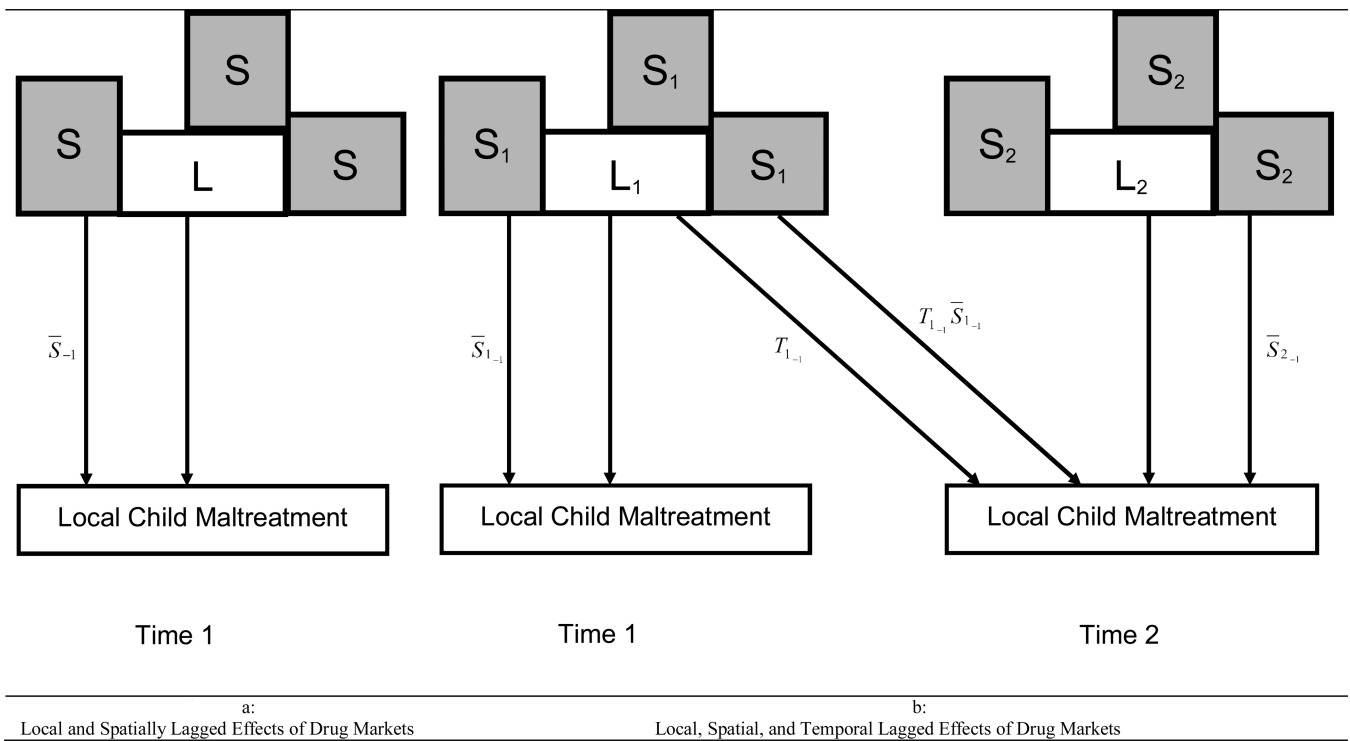 S S₁ S₂
S L S S₁ L₁ S₁ S₂ L₂ S₂
S̅₋₁ S̅₁₋₁ T₁₋₁ T₁₋₁ S̅₁₋₁ S̅₂₋₁
Local Child Maltreatment Local Child Maltreatment Local Child Maltreatment
Time 1 Time 1 Time 2
a: b:
Local and Spatially Lagged Effects of Drug Markets Local, Spatial, and Temporal Lagged Effects of Drug Markets